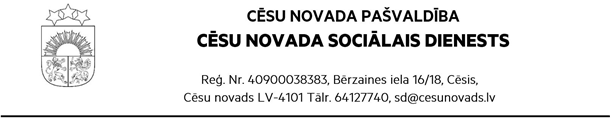 CĒSU NOVADA PAŠVALDĪBA
CĒSU NOVADA SOCIĀLAIS DIENESTS
Reģ. Nr. 40900038383, Bērzaines iela 16/18, Cēsis,
Cēsu novads LV-4101 Tālr. 64127740, sd@cesunovads.lv